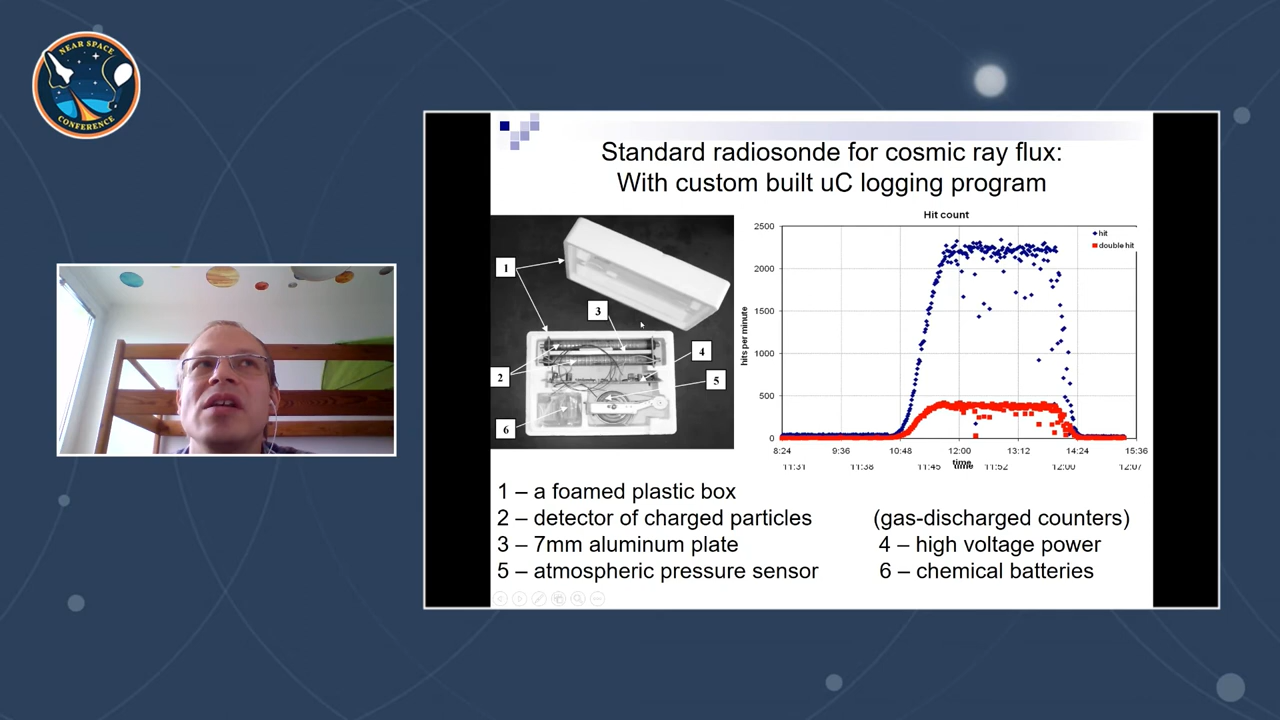 NEAR SPACE
CONFERENCE
Standard radiosonde for cosmic ray flux:
With custom built uC logging program
1
2
3
4
5
6
Hit count
hit
double hit
hits per minute
2500
2000
1500
1000
500
0
8:24 9:36 10:48 12:00 13:12 14:24 15:36
time
11:31 11:38 11:45 11:52 12:00 12:07
1 – a foamed plastic box
2 – detector of charged particles (gas-discharged counters)
3 – 7mm aluminum plate 4 – high voltage power
5 – atmospheric pressure sensor 6 – chemical batteries